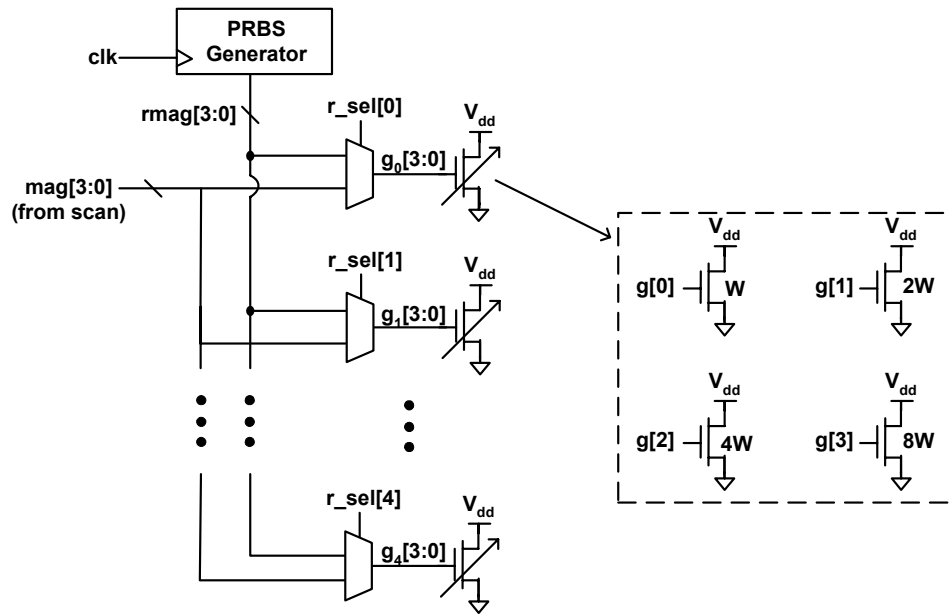 PRBS
Generator
clk
rmag[3:0]
r_sel[0]
Vdd
g0[3:0]
mag[3:0]
(from scan)
r_sel[1]
Vdd
g1[3:0]
r_sel[4]
Vdd
g4[3:0]
Vdd
g[0]
W
Vdd
g[1]
2W
Vdd
g[2]
4W
Vdd
g[3]
8W